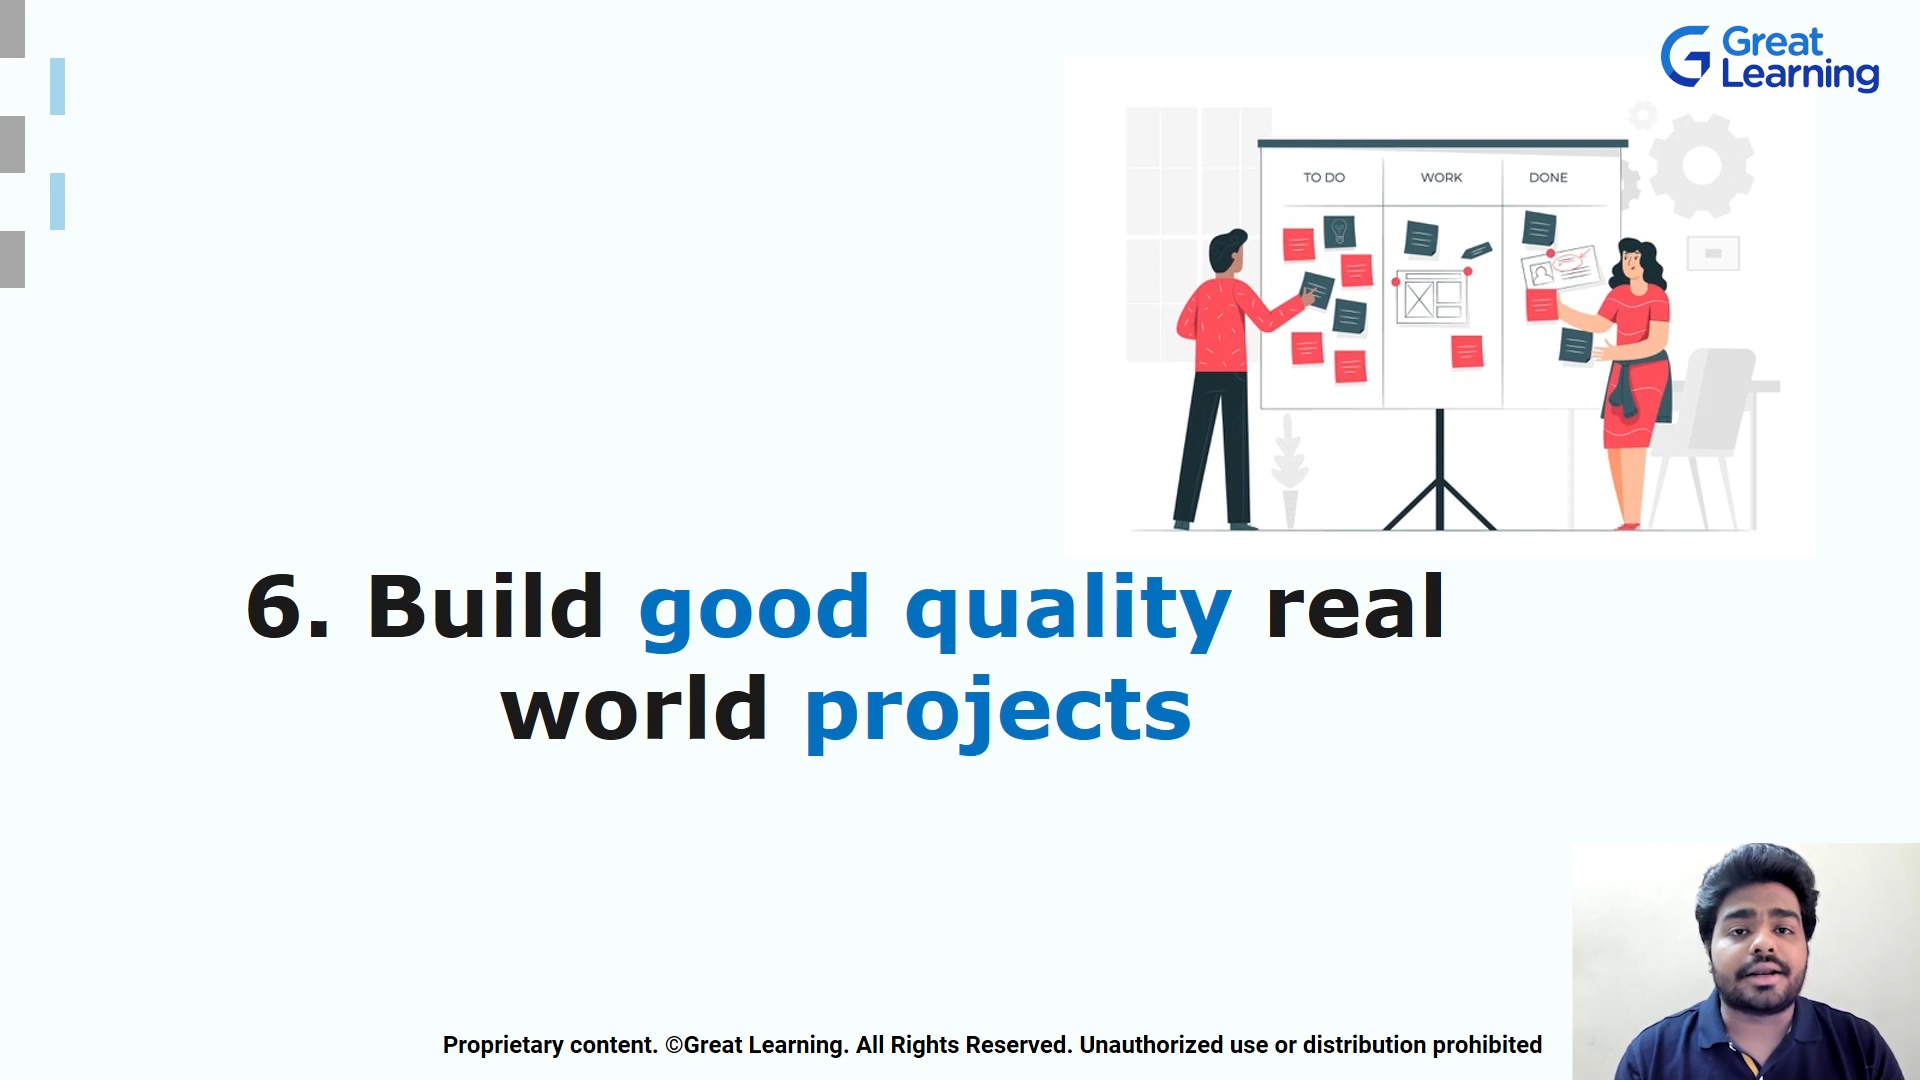 Great
Learning
TO DO
WORK
DONE
6. Build good quality real
world projects
Proprietary content. ©Great Learning. All Rights Reserved. Unauthorized use or distribution prohibited